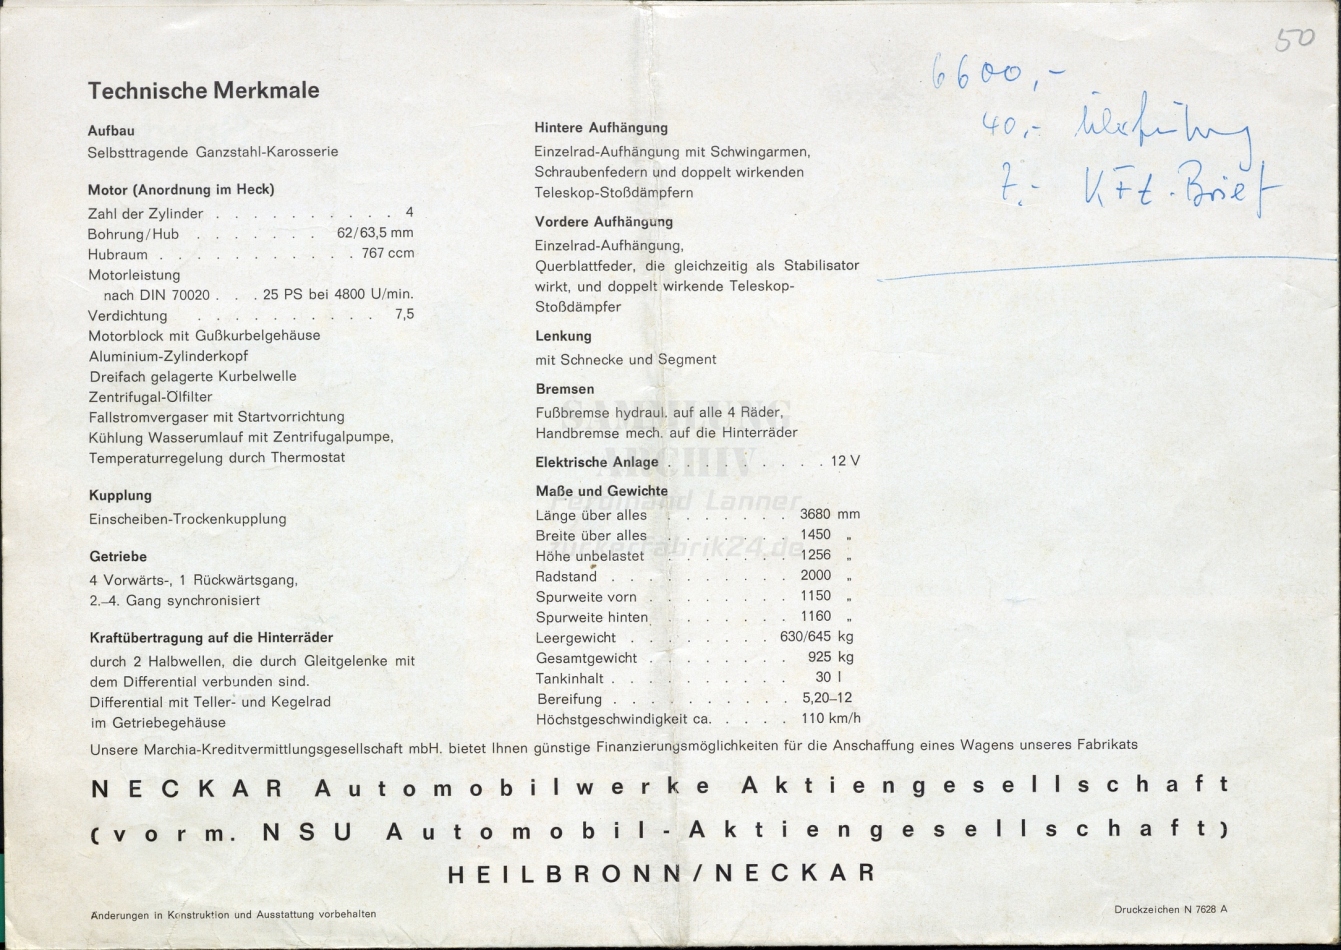 50
6600,-
40,- Überführung
7.- KFz.-Brief
Technische Merkmale
Aufbau
Selbsttragende Ganzstahl-Karosserie
Motor (Anordnung im Heck)
Zahl der Zylinder . . . . . . . . . . 4
Bohrung/Hub . . . . . . . 62/63,5 mm
Hubraum . . . . . . . . . . . 767 ccm
Motorleistung
nach DIN 70020 . . . 25 PS bei 4800 U/min.
Verdichtung . . . . . . . . . . 7,5
Motorblock mit Gußkurbelgehäuse
Aluminium-Zylinderkopf
Dreifach gelagerte Kurbelwelle
Zentrifugal-Ölfilter
Fallstromvergaser mit Startvorrichtung
Kühlung Wasserumlauf mit Zentrifugalpumpe,
Temperaturregelung durch Thermostat
Kupplung
Einscheiben-Trockenkupplung
Getriebe
4 Vorwärts-, 1 Rückwärtsgang,
2.–4. Gang synchronisiert
Kraftübertragung auf die Hinterräder
durch 2 Halbwellen, die durch Gleitgelenke mit
dem Differential verbunden sind.
Differential mit Teller- und Kegelrad
im Getriebegehäuse
Hintere Aufhängung
Einzelrad-Aufhängung mit Schwingarmen,
Schraubenfedern und doppelt wirkenden
Teleskop-Stoßdämpfern
Vordere Aufhängung
Einzelrad-Aufhängung,
Querblattfeder, die gleichzeitig als Stabilisator
wirkt, und doppelt wirkende Teleskop-
Stoßdämpfer
Lenkung
mit Schnecke und Segment
Bremsen
Fußbremse hydraul. auf alle 4 Räder,
Handbremse mech. auf die Hinterräder
Elektrische Anlage . . . . . . . . . 12 V
Maße und Gewichte
Länge über alles . . . . . . . 3680 mm
Breite über alles . . . . . . . 1450 „
Höhe unbelastet . . . . . . . 1256 „
Radstand . . . . . . . . . . 2000 „
Spurweite vorn . . . . . . . . 1150 „
Spurweite hinten . . . . . . . 1160 „
Leergewicht . . . . . . . . 630/645 kg
Gesamtgewicht . . . . . . . . 925 kg
Tankinhalt . . . . . . . . . . 30 l
Bereifung . . . . . . . . . . 5,20–12
Höchstgeschwindigkeit ca. . . . . 110 km/h
SAMMLUNG
ARCHIV
Ferdinand Lanner
zuckerfabrik24.de
Unsere Marchia-Kreditvermittlungsgesellschaft mbH. bietet Ihnen günstige Finanzierungsmöglichkeiten für die Anschaffung eines Wagens unseres Fabrikats
NECKAR Automobilwerke Aktiengesellschaft
(vorm. NSU Automobil-Aktiengesellschaft)
HEILBRONN/NECKAR
Änderungen in Konstruktion und Ausstattung vorbehalten
Druckzeichen N 7628 A